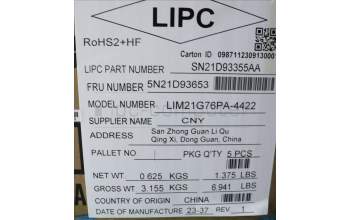 LIPC
RoHS2+HF
Carton ID 098711230913000
LIPC PART NUMBER SN21D93355AA
FRU NUMBER 5N21D93653
MODEL NUMBER LIM21G76PA-4422
SUPPLIER NAME CNY
ADDRESS San Zhong Guan Li Qu
Qing Xi, Dong Guan, China
PALLET NO PKG Q'TY 5 PCS
NET WT. 0.625 KGS 1.375 LBS
GROSS WT. 3.155 KGS 6.941 LBS
COUNTRY OF ORIGIN CHINA
DATE OF MANUFACTURE 23-37 REV. 1